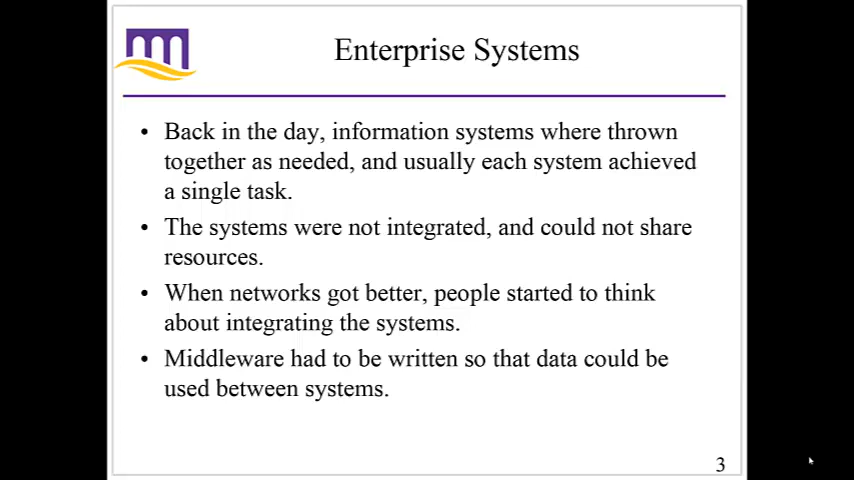 Enterprise Systems
• Back in the day, information systems where thrown
together as needed, and usually each system achieved
a single task.
• The systems were not integrated, and could not share
resources.
• When networks got better, people started to think
about integrating the systems.
• Middleware had to be written so that data could be
used between systems.
3